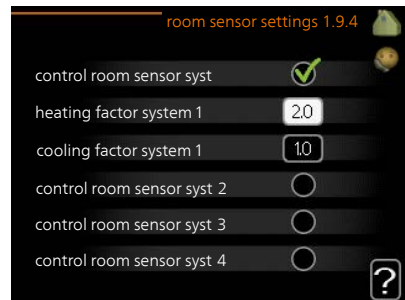 room sensor settings 1.9.4
control room sensor syst
heating factor system 1 2.0
cooling factor system 1 1.0
control room sensor syst 2
control room sensor syst 3
control room sensor syst 4
?